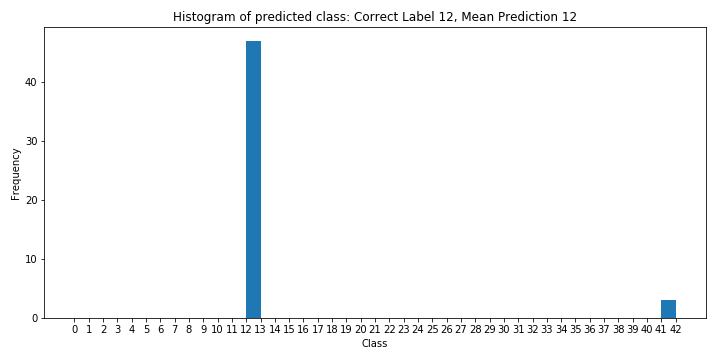 Histogram of predicted class: Correct Label 12, Mean Prediction 12
Frequency
40
30
20
10
0
0 1 2 3 4 5 6 7 8 9 10 11 12 13 14 15 16 17 18 19 20 21 22 23 24 25 26 27 28 29 30 31 32 33 34 35 36 37 38 39 40 41 42
Class